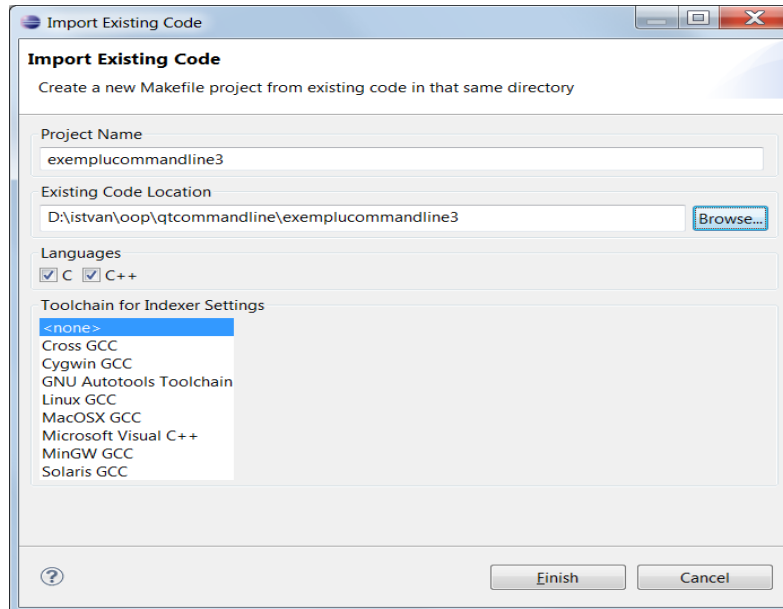 Import Existing Code
Import Existing Code
Create a new Makefile project from existing code in that same directory
Project Name
exemplucommandline3
Existing Code Location
D:\istvan\oop\qtcommandline\exemplucommandline3
Browse...
Languages
C C++
Toolchain for Indexer Settings
<none>
Cross GCC
Cygwin GCC
GNU Autotools Toolchain
Linux GCC
MacOSX GCC
Microsoft Visual C++
MinGW GCC
Solaris GCC
? Finish Cancel